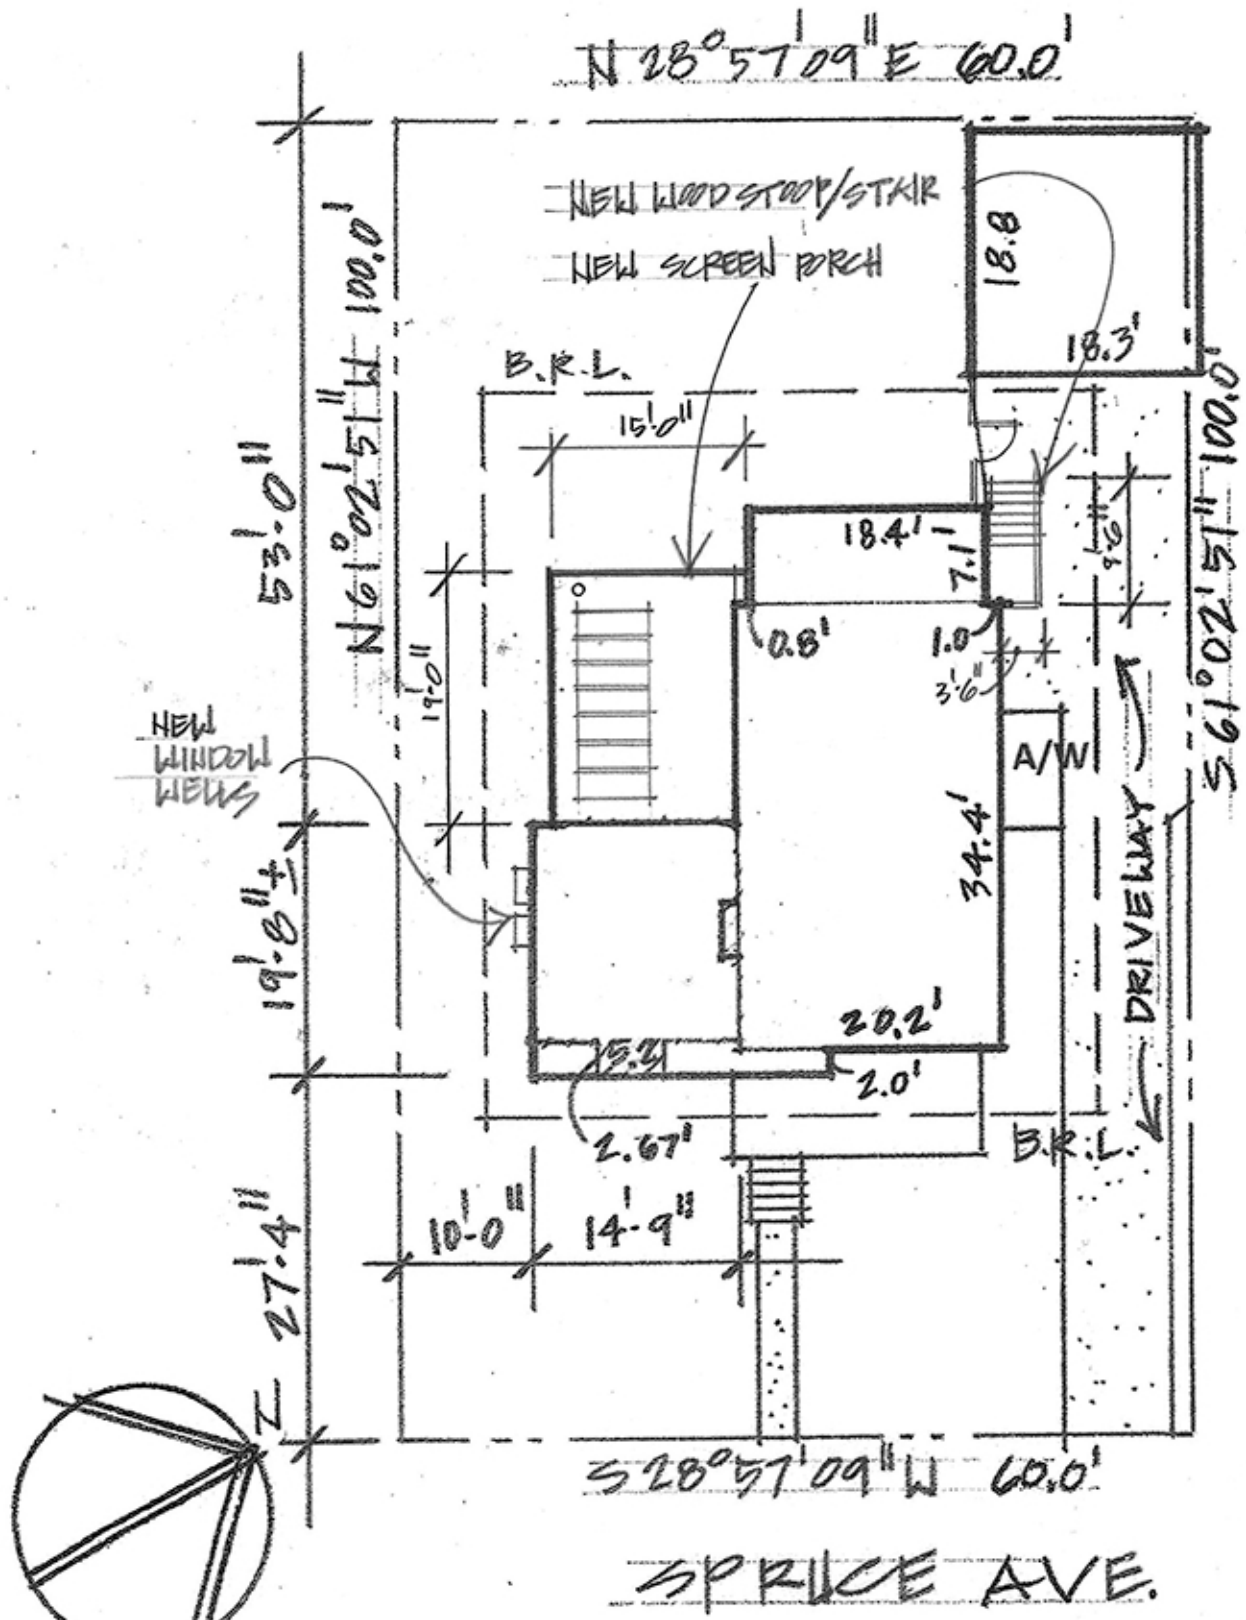 N 28°57'09" E 60.0'
NEW WOOD STOOP/STAIR
NEW SCREEN PORCH
18.8
18.3'
N 61°02'51" W 100.0'
S 61°02'51" 100.0'
B.R.L.
15'-0"
53'-0"
18.4'
7.1'
9'-6"
0.8'
1.0
3'-6"
19'-0"
NEW
WINDOW
WELLS
A/W
34.4'
DRIVEWAY
19'-8"±
20.2'
5.2
2.0'
2.67'
B.R.L.
10'-0"
14'-9"
27'-4"
S 28°57'09" W 60.0'
SPRUCE AVE.